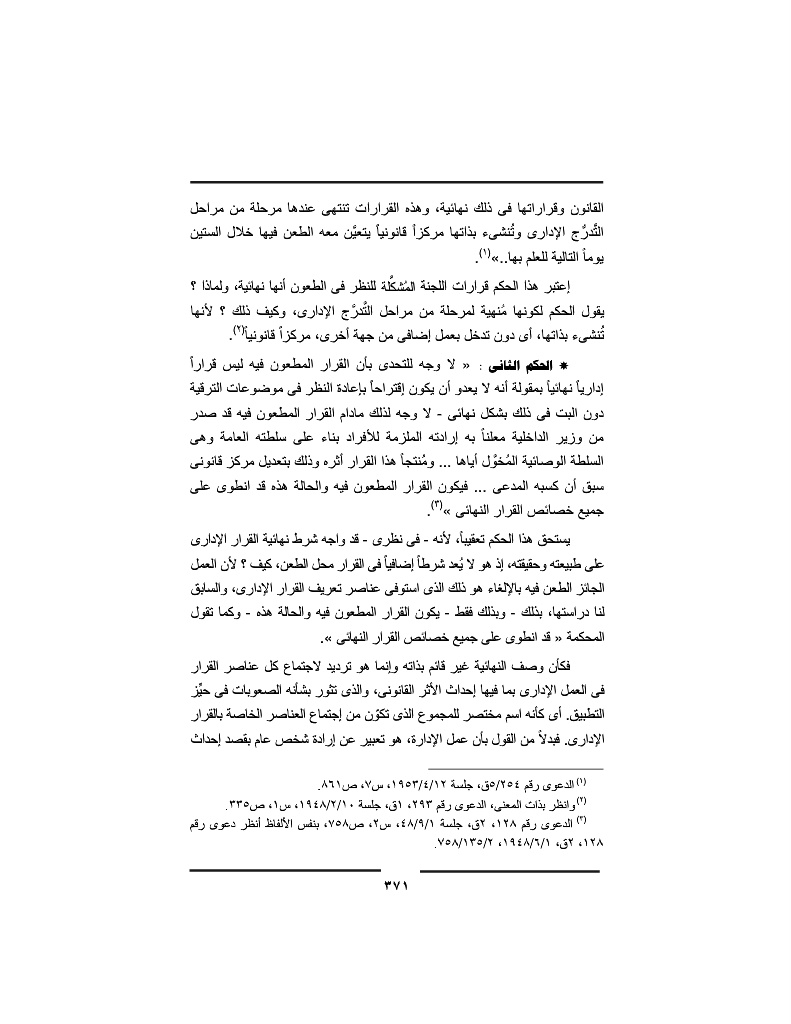 القانون وقراراتها فى ذلك نهائية، وهذه القرارات تنتهى عندها مرحلة من مراحل
التَّدرُّج الإدارى وتُنشىء بذاتها مركزاً قانونياً يتعيَّن معه الطعن فيها خلال الستين
يوماً التالية للعلم بها..»(١).
إعتبر هذا الحكم قرارات اللجنة المُشكَّلة للنظر فى الطعون أنها نهائية، ولماذا ؟
يقول الحكم لكونها مُنهية لمرحلة من مراحل التَّدرَّج الإدارى، وكيف ذلك ؟ لأنها
تُنشىء بذاتها، أى دون تدخل بعمل إضافى من جهة أخرى، مركزاً قانونياً(٢).
* الحكم الثانى : « لا وجه للتحدى بأن القرار المطعون فيه ليس قراراً
إدارياً نهائياً بمقولة أنه لا يعدو أن يكون إقتراحاً بإعادة النظر فى موضوعات الترقية
دون البت فى ذلك بشكل نهائى - لا وجه لذلك مادام القرار المطعون فيه قد صدر
من وزير الداخلية معلناً به إرادته الملزمة للأفراد بناء على سلطته العامة وهى
السلطة الوصائية المُخوَّل أياها ... ومُنتجاً هذا القرار أثره وذلك بتعديل مركز قانونى
سبق أن كسبه المدعى ... فيكون القرار المطعون فيه والحالة هذه قد انطوى على
جميع خصائص القرار النهائى »(٣).
يستحق هذا الحكم تعقيباً، لأنه - فى نظرى - قد واجه شرط نهائية القرار الإدارى
على طبيعته وحقيقته، إذ هو لا يُعد شرطاً إضافياً فى القرار محل الطعن، كيف ؟ لأن العمل
الجائز الطعن فيه بالإلغاء هو ذلك الذى استوفى عناصر تعريف القرار الإدارى، والسابق
لنا دراستها، بذلك - وبذلك فقط - يكون القرار المطعون فيه والحالة هذه - وكما تقول
المحكمة « قد انطوى على جميع خصائص القرار النهائى ».
فكأن وصف النهائية غير قائم بذاته وإنما هو ترديد لاجتماع كل عناصر القرار
فى العمل الإدارى بما فيها إحداث الأثر القانونى، والذى تثور بشأنه الصعوبات فى حيِّز
التطبيق. أى كأنه اسم مختصر للمجموع الذى تكوّن من إجتماع العناصر الخاصة بالقرار
الإدارى. فبدلاً من القول بأن عمل الإدارة، هو تعبير عن إرادة شخص عام بقصد إحداث
(١) الدعوى رقم ٥/٢٥٤ق، جلسة ١٩٥٣/٤/١٢، س٧، ص٨٦١.
(٢) وانظر بذات المعنى، الدعوى رقم ٢٩٣، ١ق، جلسة ١٩٤٨/٢/١٠، س١، ص٣٣٥.
(٣) الدعوى رقم ١٢٨، ٢ق، جلسة ٤٨/٩/١، س٢، ص٧٥٨، بنفس الألفاظ أنظر دعوى رقم
١٢٨، ٢ق، ١٩٤٨/٦/١، ٧٥٨/١٣٥/٢.
٣٧١